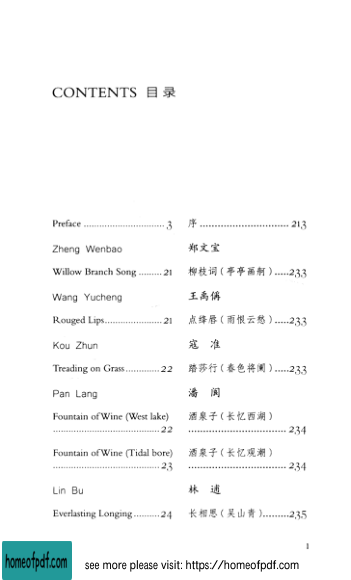 CONTENTS 目录
Preface .............................. 3 序 .............................. 213
Zheng Wenbao 郑文宝
Willow Branch Song ......... 21 柳枝词(亭亭画舸).....233
Wang Yucheng 王禹偁
Rouged Lips..................... 21 点绛唇(雨恨云愁).....233
Kou Zhun 寇 准
Treading on Grass............. 22 踏莎行(春色将阑).....233
Pan Lang 潘 阆
Fountain of Wine (West lake) 酒泉子(长忆西湖)
....................................... 22 ....................................... 234
Fountain of Wine (Tidal bore) 酒泉子(长忆观潮)
....................................... 23 ....................................... 234
Lin Bu 林 逋
Everlasting Longing .......... 24 长相思(吴山青).........235
1
homeofpdf.com see more please visit: https://homeofpdf.com